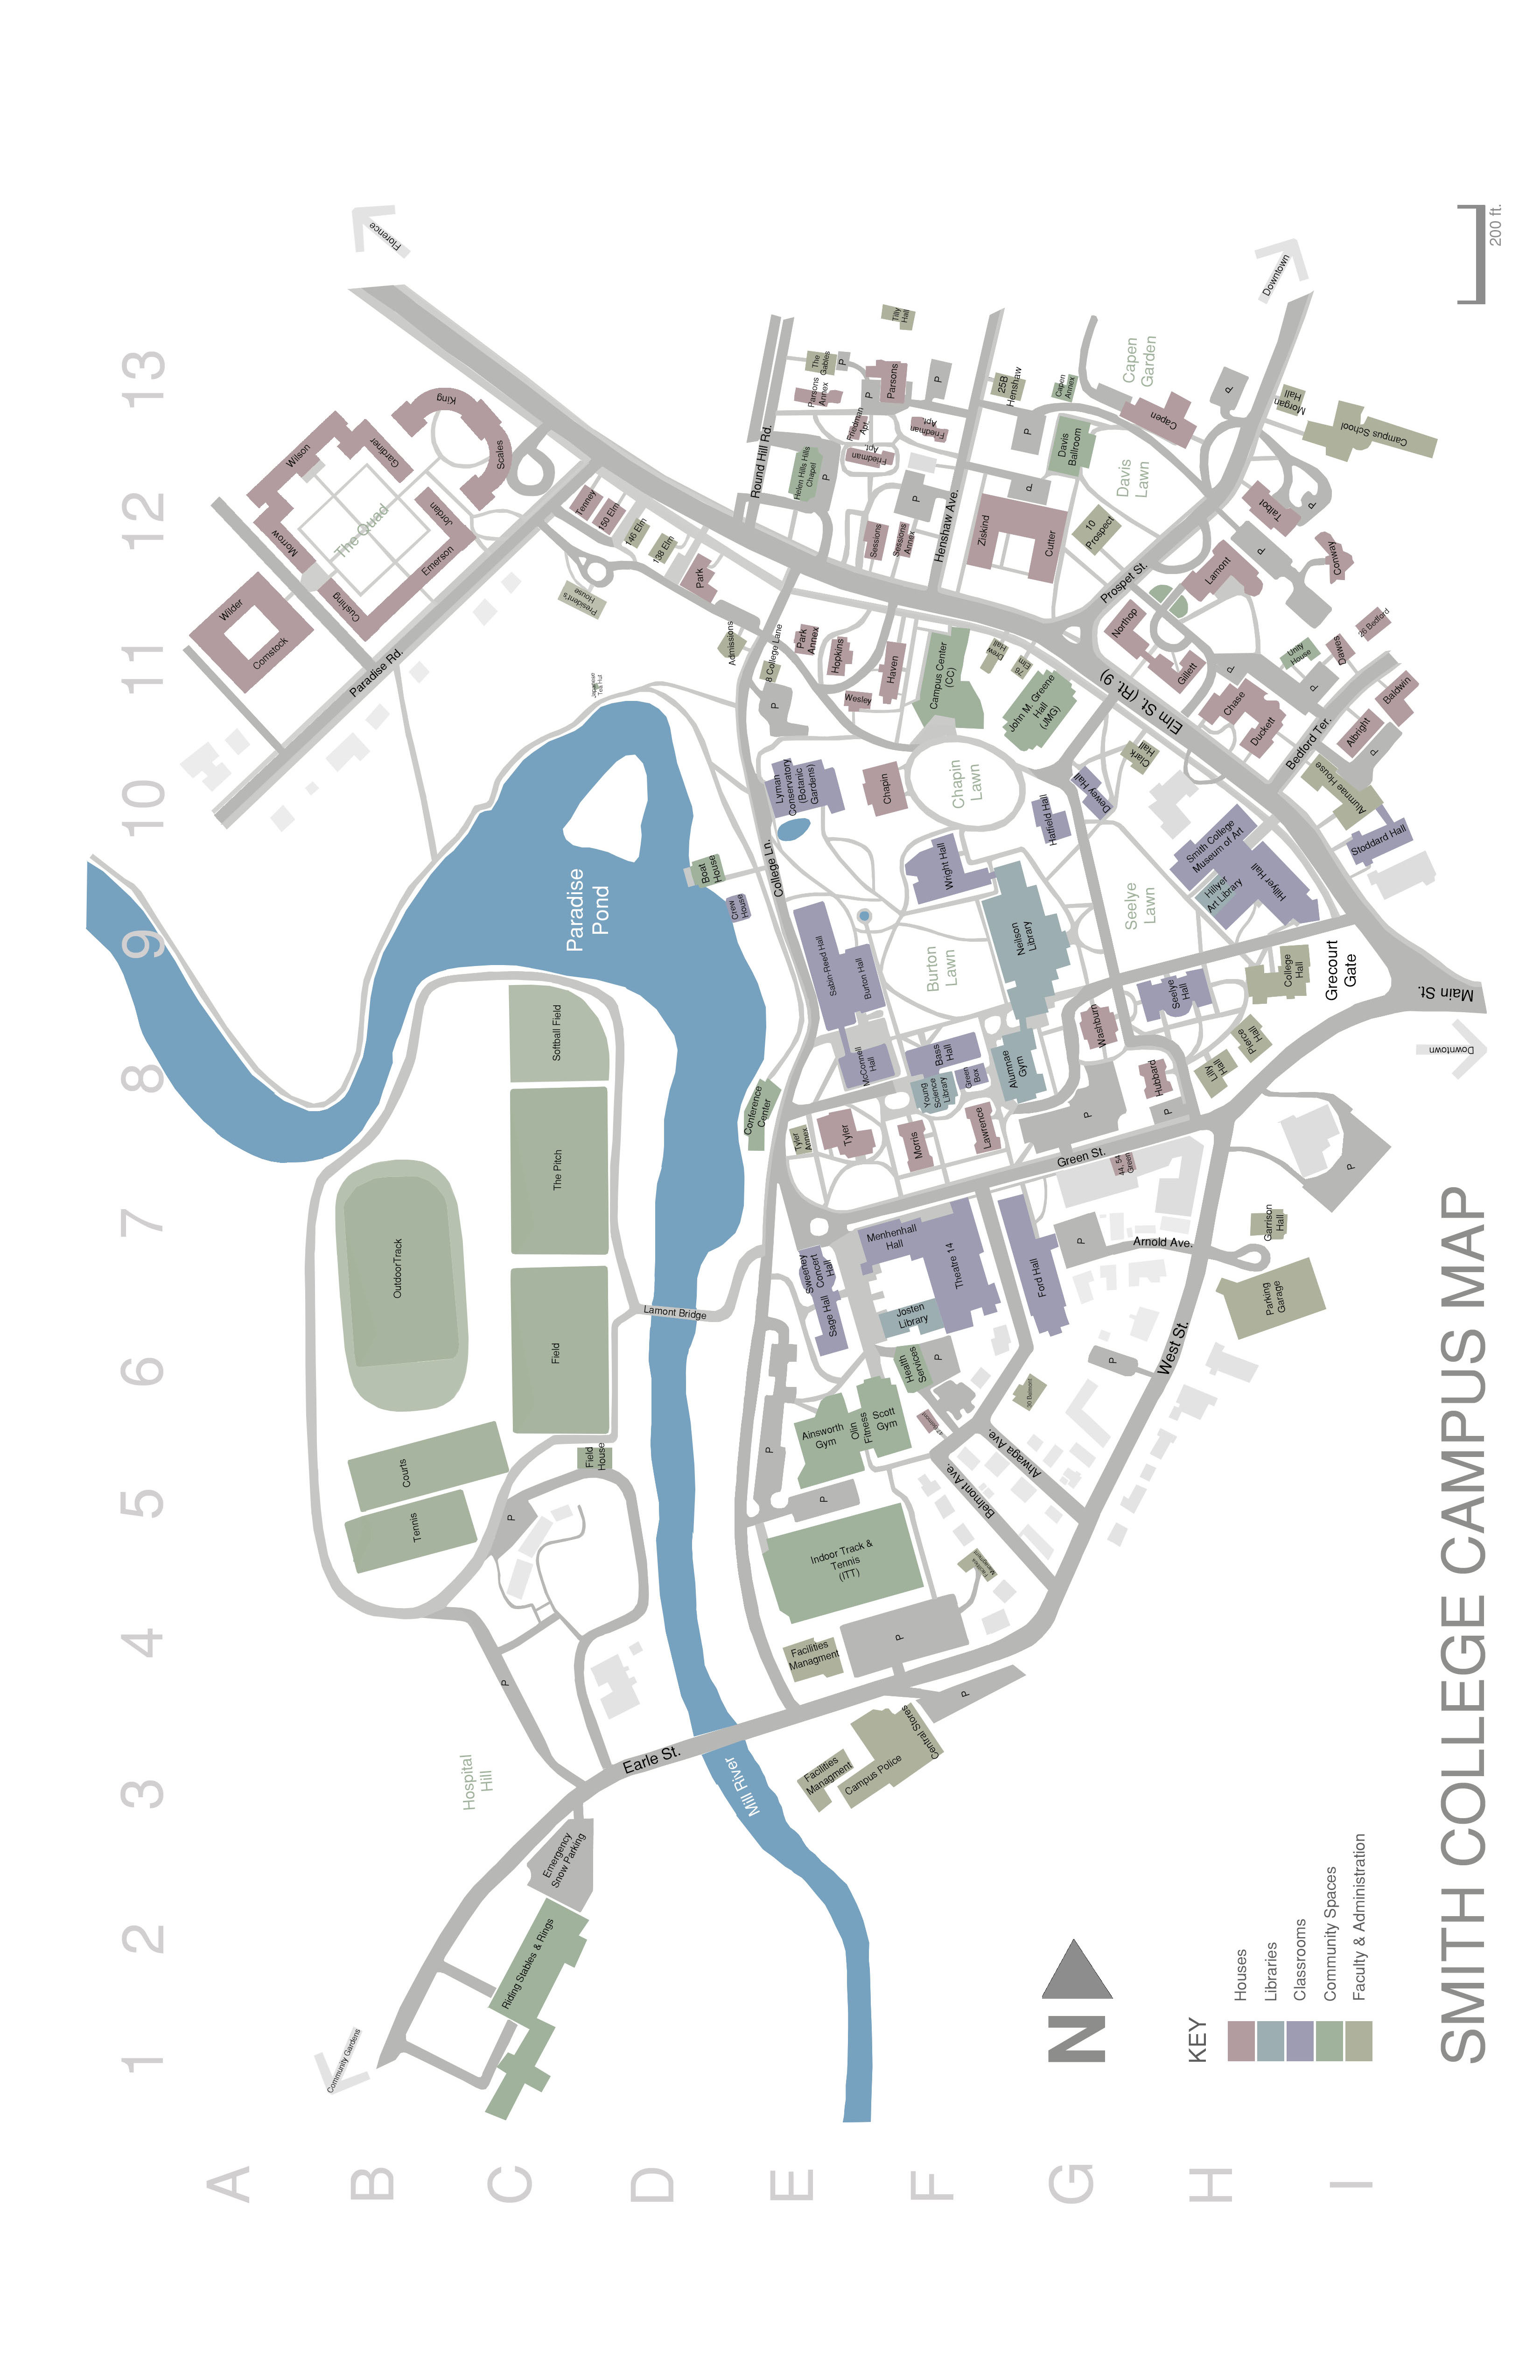 1
2
3
4
5
6
7
8
9
10
11
12
13
A
B
C
D
E
F
G
H
I
Wilder
Comstock
Wilson
Morrow
Gardiner
The Quad
Cushing
Emerson
Jordan
King
Scales
Florence
Paradise Rd.
Community Gardens
Tennis
Courts
OutdoorTrack
Hospital
Hill
Riding Stables & Rings
Emergency
Snow Parking
P
P
Field
House
Field
The Pitch
Softball Field
Paradise
Pond
President's
House
Tenney
150 Elm
146 Elm
138 Elm
Park
Earle St.
Lamont Bridge
Mill River
Boat
House
Crew
House
Admissions
8 College Lane
College Ln.
Conference
Center
Round Hill Rd.
P
P
P
Facilities
Managment
Facilities
Managment
Campus Police
Central Stores
Indoor Track &
Tennis
(ITT)
Ainsworth
Gym
Olin
Fitness
Scott
Gym
Sweeney
Concert
Hall
Sage Hall
Tyler
Annex
Tyler
McConnell
Hall
Sabin-Reed Hall
Burton Hall
Lyman
Conservatory
(Botanic
Gardens)
Park
Annex
Hopkins
Wesley
Haven
Chapin
Helen Hills Hills
Chapel
P
Parsons
Annex
The
Gables
P
P
Parsons
Friedman
Apt.
Friedman
Apt.
Friedman
Apt.
Tilly
Hall
P
P
Sessions
Sessions
Annex
Henshaw Ave.
P
P
Health
Services
P
Josten
Library
Menhenhall
Hall
Theatre 14
Morris
Lawrence
Young
Science
Library
Bass
Hall
Green
Box
Burton
Lawn
Wright Hall
Chapin
Lawn
Campus Center
(CC)
Drew
Hall
76
Elm
John M. Greene
Hall
(JMG)
Ziskind
Cutter
25B
Henshaw
P
P
Capen
Annex
Davis
Ballroom
Belmont Ave.
Ahwaga Ave.
30 Belmont
Ford Hall
Alumnae
Gym
Neilson
Library
Hatfield Hall
Dewey Hall
10
Prospect
Green St.
P
P
P
Arnold Ave.
44, 54
Green
Washburn
Hubbard
P
Seelye
Lawn
Seelye
Hall
Clark
Hall
Elm St. (Rt. 9)
Prospet St.
Northop
Gillett
Davis
Lawn
Capen
Garden
Capen
P
West St.
Lilly
Hall
Pierce
Hall
Smith College
Museum of Art
Hillyer
Art Library
Hillyer Hall
Chase
Duckett
Lamont
P
P
Talbot
P
Morgan
Hall
Campus School
Downtown
Parking
Garage
Garrison
Hall
P
College
Hall
Grecourt
Gate
Bedford Ter.
Alumnae House
Stoddard Hall
Albright
Baldwin
P
P
Unity
House
Dawes
26 Bedford
Conway
Main St.
Downtown
N
KEY
Houses
Libraries
Classrooms
Community Spaces
Faculty & Administration
SMITH COLLEGE CAMPUS MAP
200 ft.